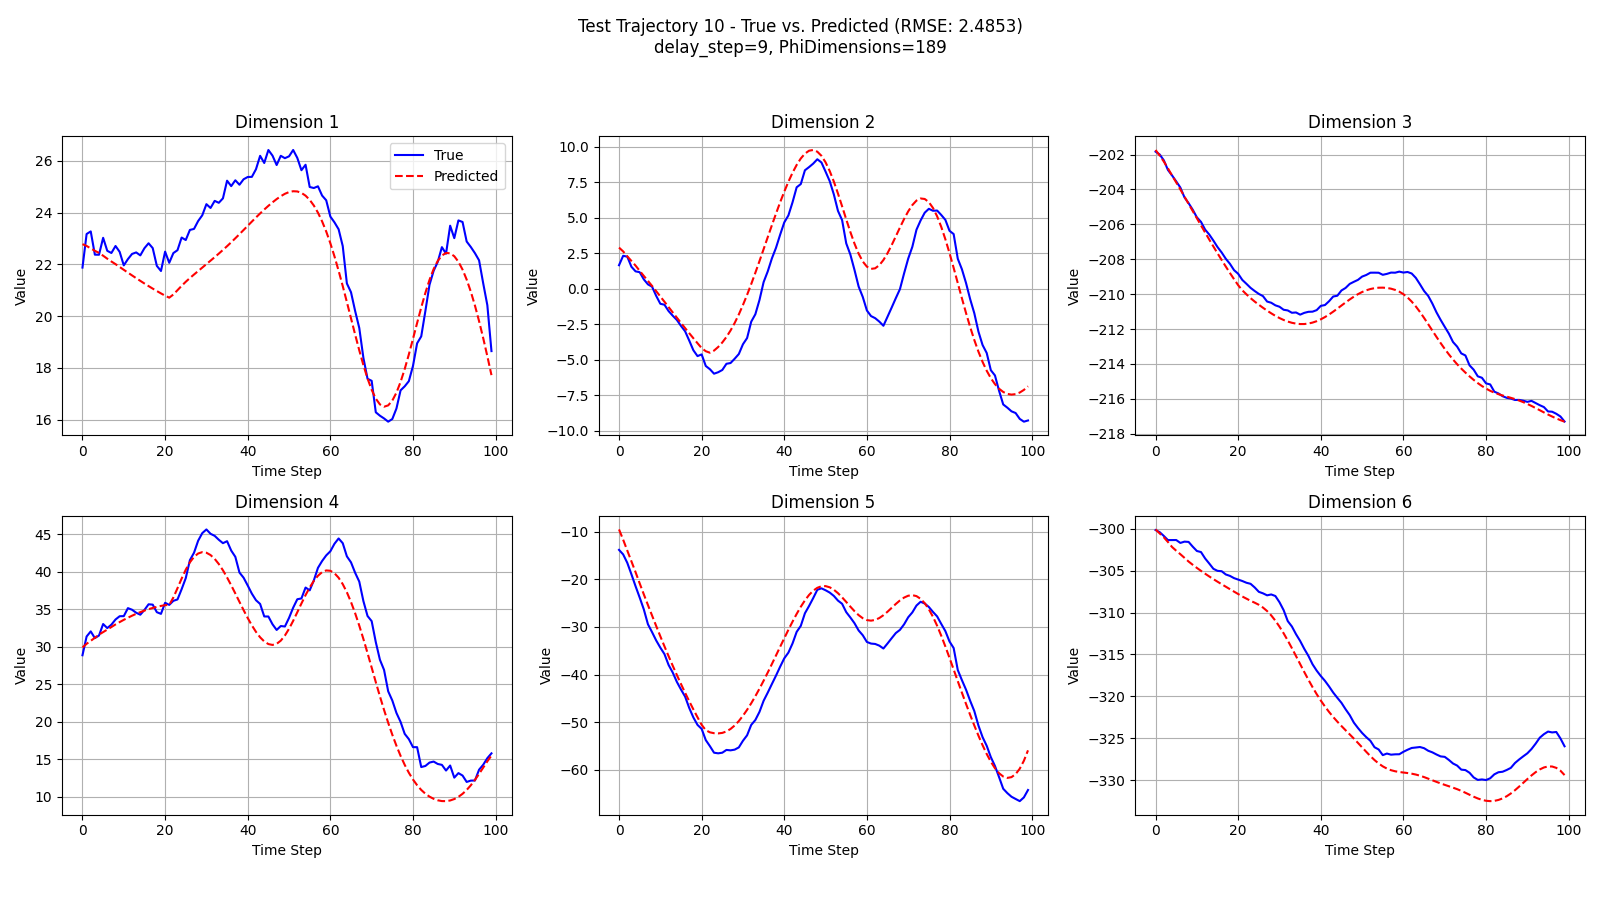 Test Trajectory 10 - True vs. Predicted (RMSE: 2.4853)
delay_step=9, PhiDimensions=189
Dimension 1
26
24
22
20
18
16
Value
0 20 40 60 80 100
Time Step
True
Predicted
Dimension 2
10.0
7.5
5.0
2.5
0.0
−2.5
−5.0
−7.5
−10.0
Value
0 20 40 60 80 100
Time Step
Dimension 3
−202
−204
−206
−208
−210
−212
−214
−216
−218
Value
0 20 40 60 80 100
Time Step
Dimension 4
45
40
35
30
25
20
15
10
Value
0 20 40 60 80 100
Time Step
Dimension 5
−10
−20
−30
−40
−50
−60
Value
0 20 40 60 80 100
Time Step
Dimension 6
−300
−305
−310
−315
−320
−325
−330
Value
0 20 40 60 80 100
Time Step